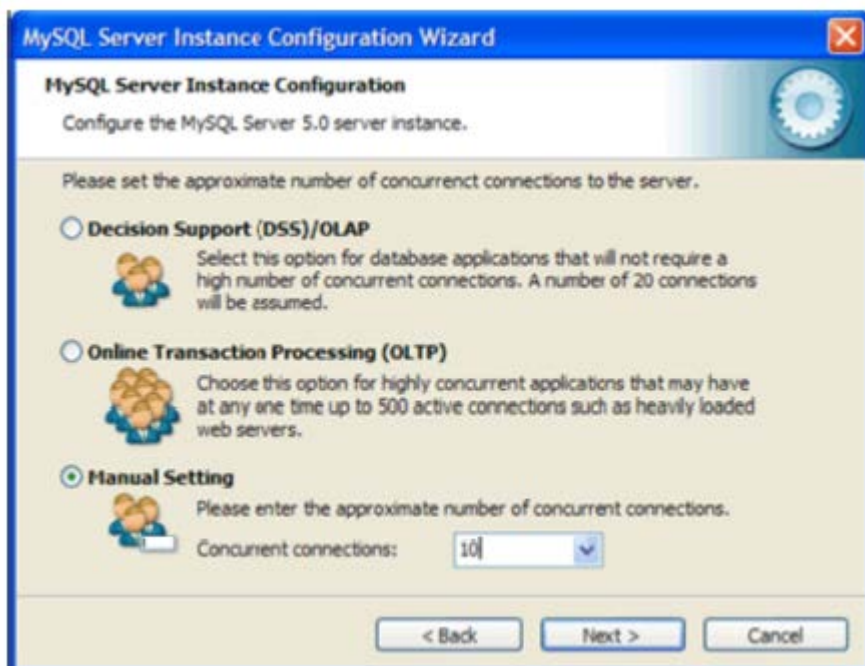 MySQL Server Instance Configuration Wizard
MySQL Server Instance Configuration
Configure the MySQL Server 5.0 server instance.
Please set the approximate number of concurrenct connections to the server.
Decision Support (DSS)/OLAP
Select this option for database applications that will not require a
high number of concurrent connections. A number of 20 connections
will be assumed.
Online Transaction Processing (OLTP)
Choose this option for highly concurrent applications that may have
at any one time up to 500 active connections such as heavily loaded
web servers.
Manual Setting
Please enter the approximate number of concurrent connections.
Concurrent connections: 10
< Back Next > Cancel